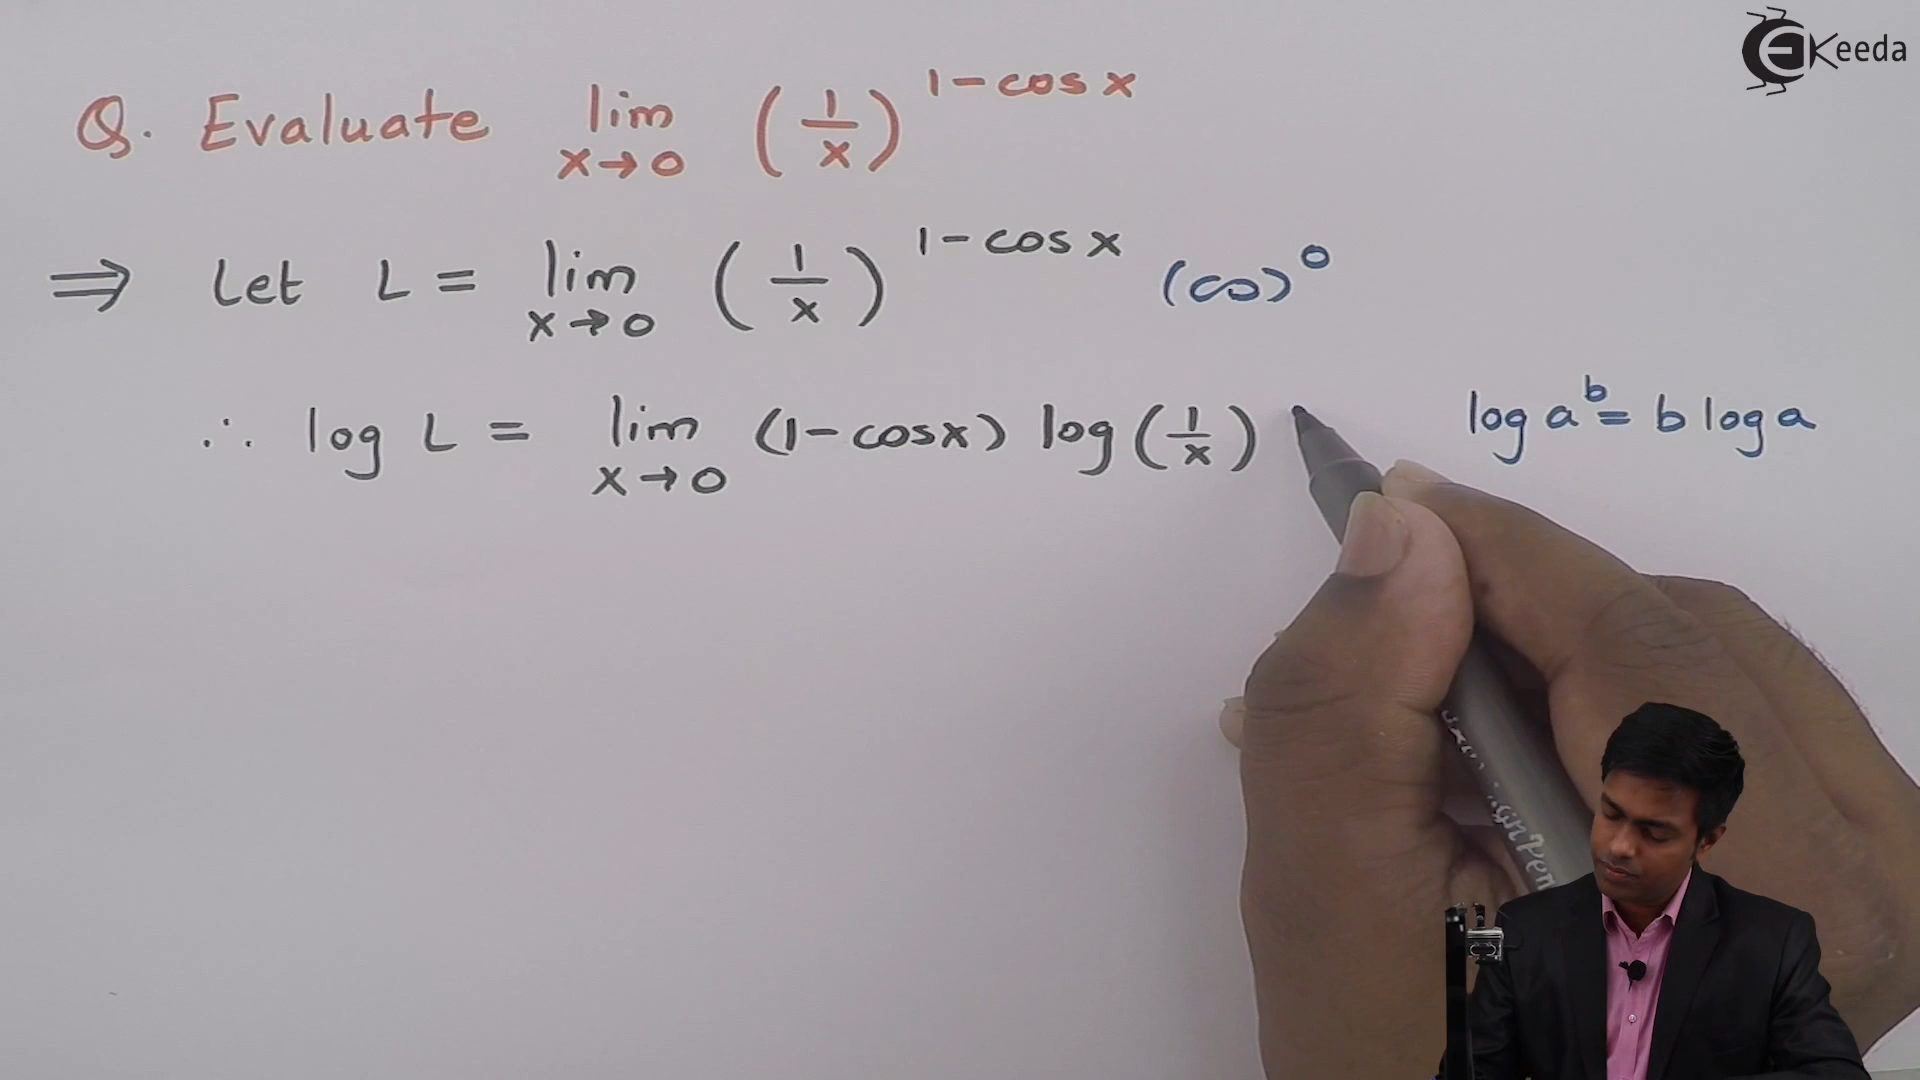 Keeda
Q. Evaluate lim x→0 (1/x)^1-cos x
⇒ Let L = lim x→0 (1/x)^1-cos x (∞)^0
∴ log L = lim x→0 (1-cosx) log(1/x)
log a^b = b log a